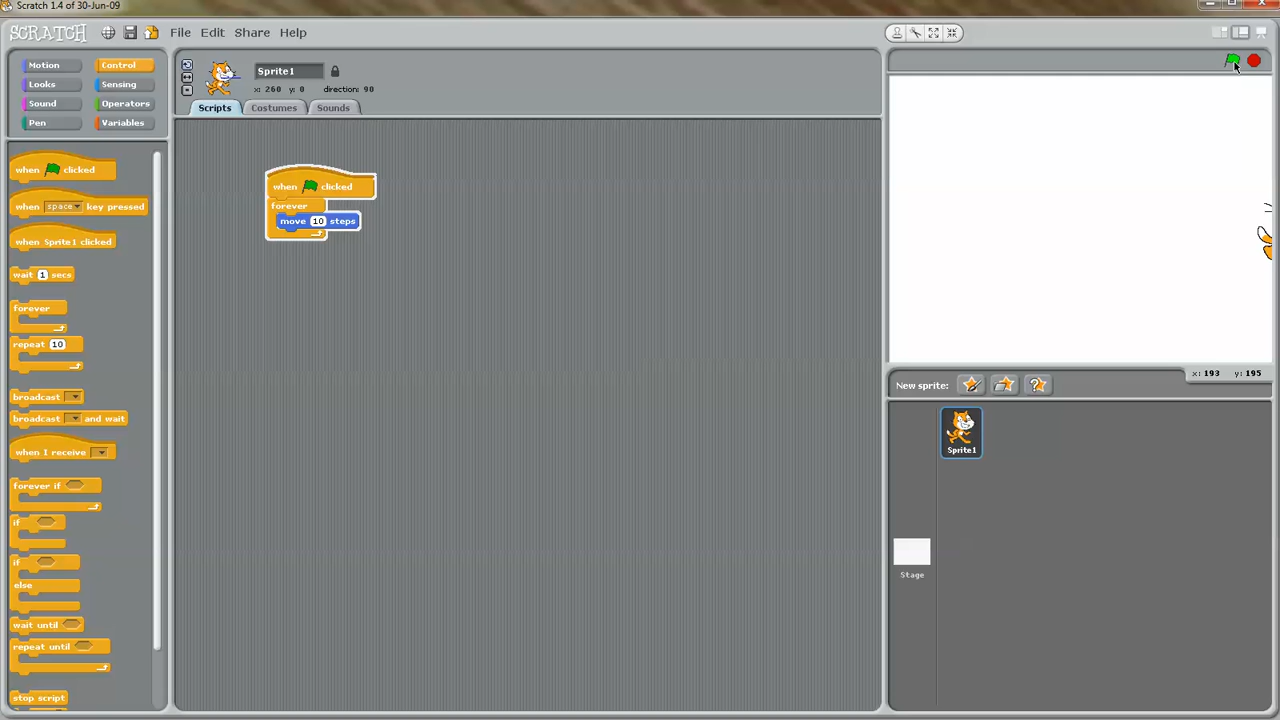 Scratch 1.4 of 30-Jun-09
SCRATCH File Edit Share Help
Motion Control
Looks Sensing
Sound Operators
Pen Variables
Sprite1
x: 260 y: 0 direction: 90
Scripts Costumes Sounds
when clicked
when space key pressed
when Sprite1 clicked
wait 1 secs
forever
repeat 10
broadcast
broadcast and wait
when I receive
forever if
if
if
else
wait until
repeat until
stop script
when clicked
forever
move 10 steps
x: 193 y: 195
New sprite:
Sprite1
Stage